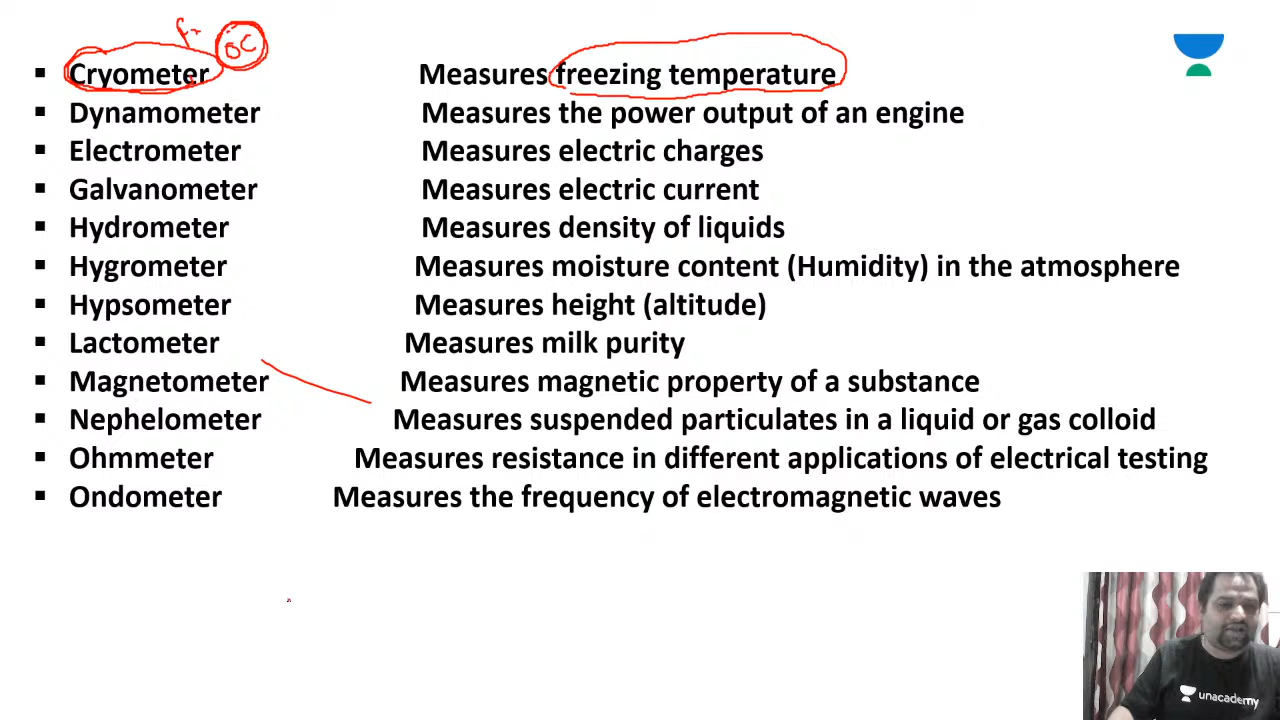 Cryometer Measures freezing temperature
Dynamometer Measures the power output of an engine
Electrometer Measures electric charges
Galvanometer Measures electric current
Hydrometer Measures density of liquids
Hygrometer Measures moisture content (Humidity) in the atmosphere
Hypsometer Measures height (altitude)
Lactometer Measures milk purity
Magnetometer Measures magnetic property of a substance
Nephelometer Measures suspended particulates in a liquid or gas colloid
Ohmmeter Measures resistance in different applications of electrical testing
Ondometer Measures the frequency of electromagnetic waves
unacademy